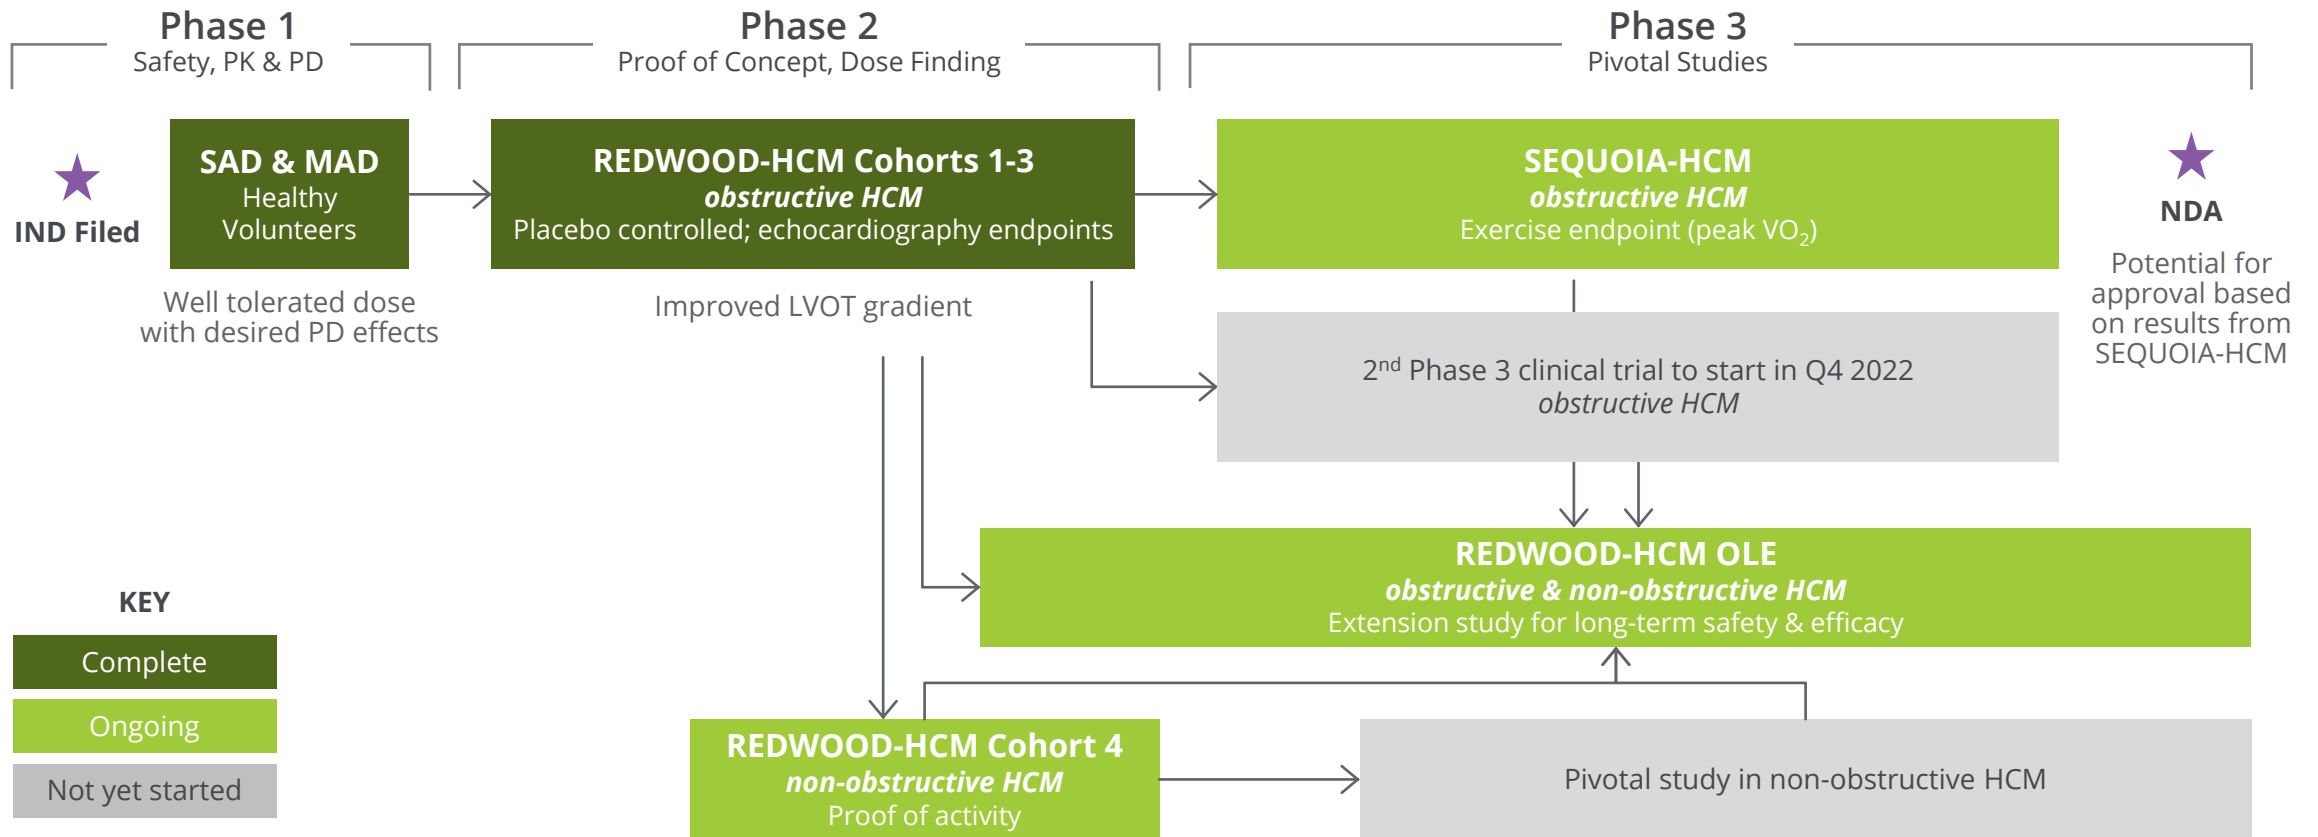 Phase 1
Safety, PK & PD
Phase 2
Proof of Concept, Dose Finding
Phase 3
Pivotal Studies
IND Filed
SAD & MAD
Healthy
Volunteers
Well tolerated dose
with desired PD effects
REDWOOD-HCM Cohorts 1-3
obstructive HCM
Placebo controlled; echocardiography endpoints
Improved LVOT gradient
SEQUOIA-HCM
obstructive HCM
Exercise endpoint (peak VO₂)
NDA
Potential for
approval based
on results from
SEQUOIA-HCM
2nd Phase 3 clinical trial to start in Q4 2022
obstructive HCM
REDWOOD-HCM OLE
obstructive & non-obstructive HCM
Extension study for long-term safety & efficacy
REDWOOD-HCM Cohort 4
non-obstructive HCM
Proof of activity
Pivotal study in non-obstructive HCM
KEY
Complete
Ongoing
Not yet started